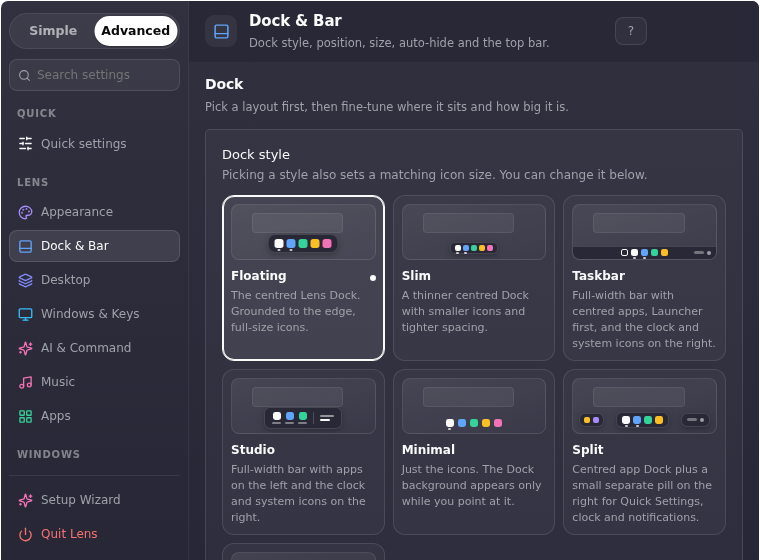 Simple
Advanced
Search settings
QUICK
Quick settings
LENS
Appearance
Dock & Bar
Desktop
Windows & Keys
AI & Command
Music
Apps
WINDOWS
Setup Wizard
Quit Lens
Dock & Bar
Dock style, position, size, auto-hide and the top bar.
?
Dock
Pick a layout first, then fine-tune where it sits and how big it is.
Dock style
Picking a style also sets a matching icon size. You can change it below.
Floating
The centred Lens Dock.
Grounded to the edge,
full-size icons.
Slim
A thinner centred Dock
with smaller icons and
tighter spacing.
Taskbar
Full-width bar with
centred apps, Launcher
first, and the clock and
system icons on the right.
Studio
Full-width bar with apps
on the left and the clock
and system icons on the
right.
Minimal
Just the icons. The Dock
background appears only
while you point at it.
Split
Centred app Dock plus a
small separate pill on the
right for Quick Settings,
clock and notifications.